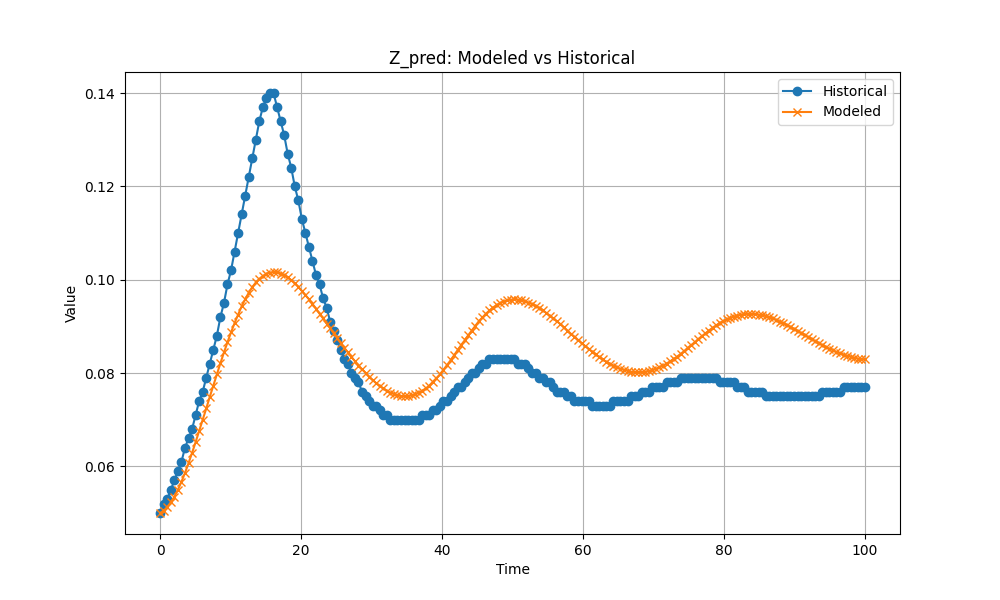 Z_pred: Modeled vs Historical
Historical
Modeled
0.14
0.12
0.10
0.08
0.06
Value
0
20
40
60
80
100
Time